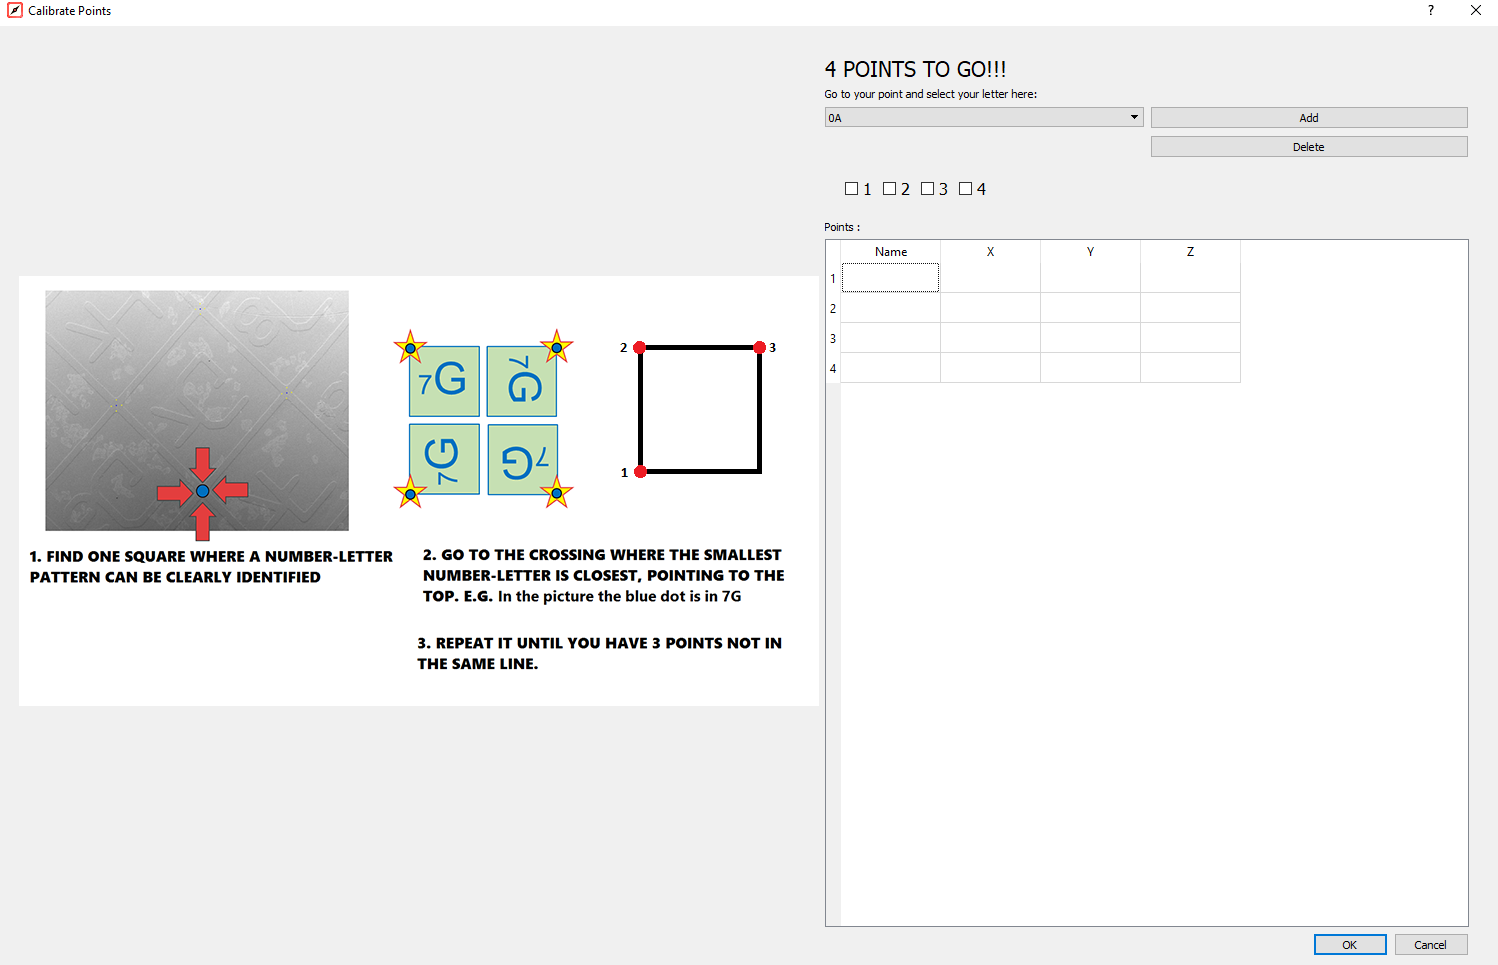 Calibrate Points
?
4 POINTS TO GO!!!
Go to your point and select your letter here:
0A
Add
Delete
1 2 3 4
Points :
Name X Y Z
1
2
3
4
7G
7G
7G
7G
2 3
1
1. FIND ONE SQUARE WHERE A NUMBER-LETTER
PATTERN CAN BE CLEARLY IDENTIFIED
2. GO TO THE CROSSING WHERE THE SMALLEST
NUMBER-LETTER IS CLOSEST, POINTING TO THE
TOP. E.G. In the picture the blue dot is in 7G
3. REPEAT IT UNTIL YOU HAVE 3 POINTS NOT IN
THE SAME LINE.
OK Cancel